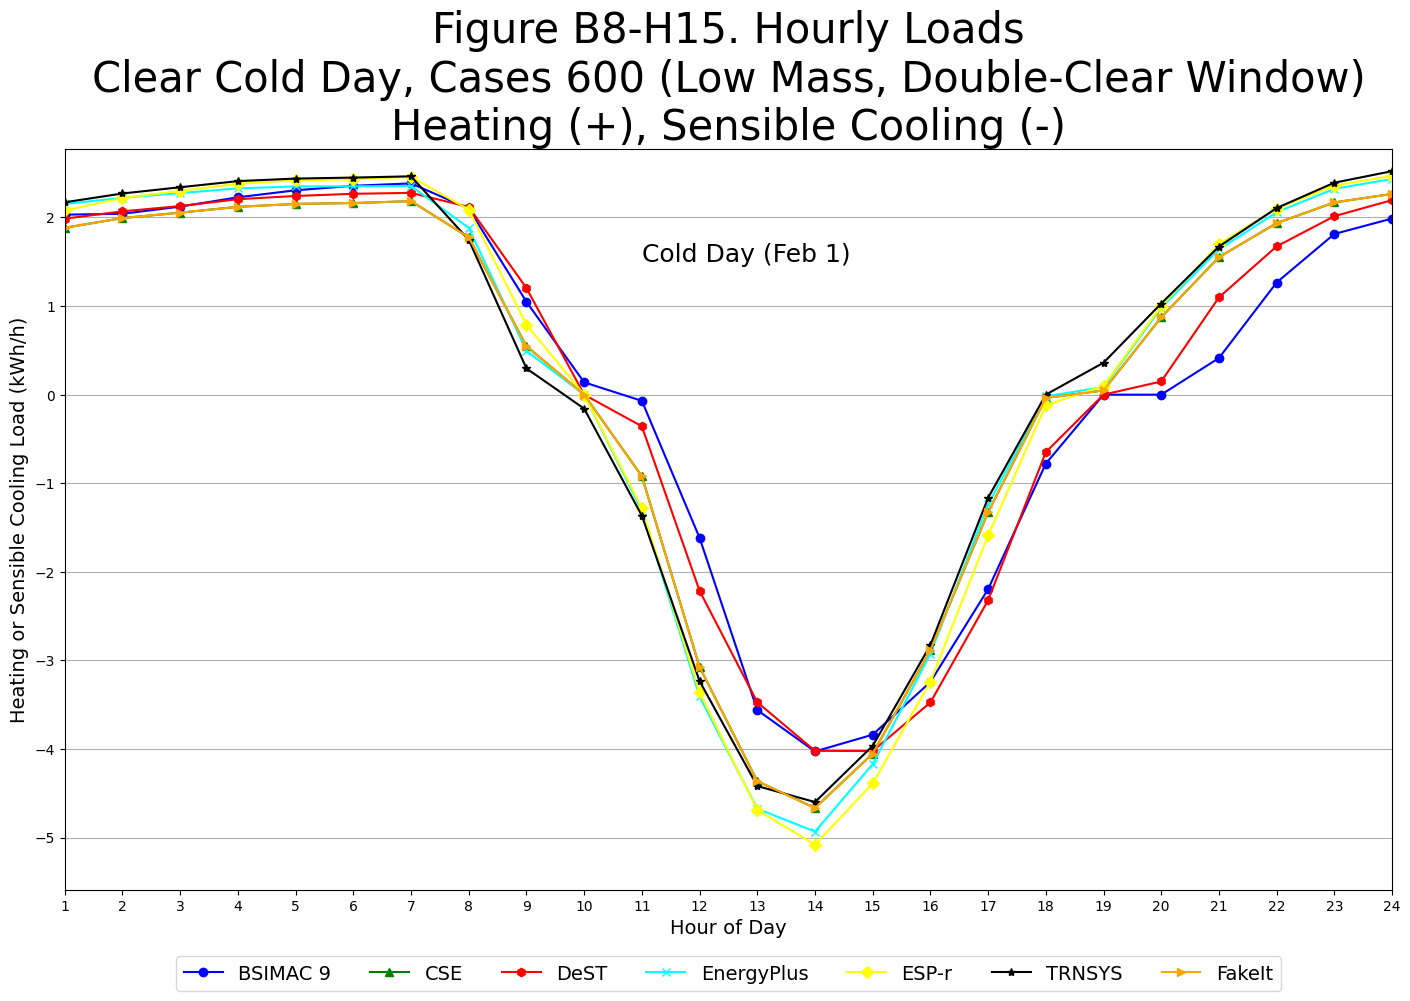 Figure B8-H15. Hourly Loads
Clear Cold Day, Cases 600 (Low Mass, Double-Clear Window)
Heating (+), Sensible Cooling (-)
Heating or Sensible Cooling Load (kWh/h)
2
1
0
−1
−2
−3
−4
−5
Cold Day (Feb 1)
1 2 3 4 5 6 7 8 9 10 11 12 13 14 15 16 17 18 19 20 21 22 23 24
Hour of Day
BSIMAC 9 CSE DeST EnergyPlus ESP-r TRNSYS FakeIt